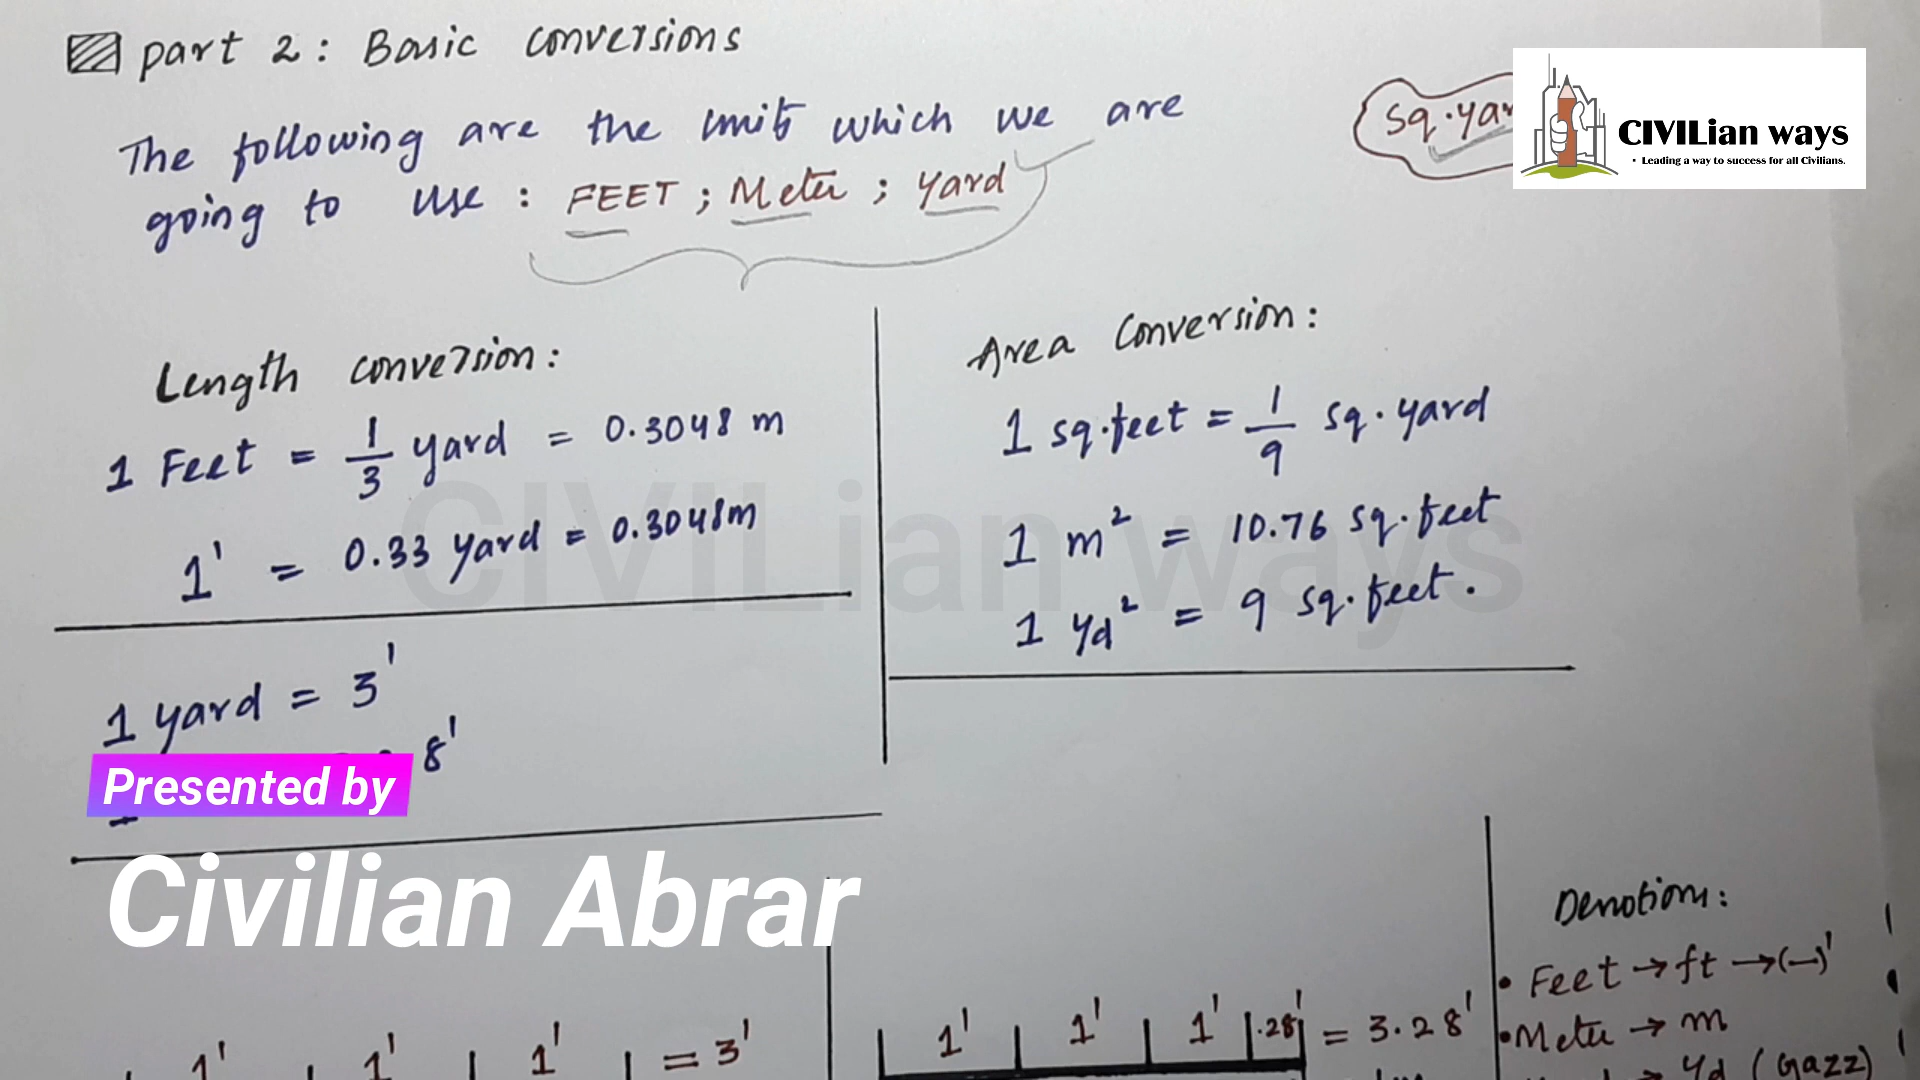 part 2: Basic conversions
The following are the units which we are
going to use : FEET ; Meter ; yard
sq.yar
CIVILian ways
• Leading a way to success for all Civilians.
Length conversion:
1 Feet = 1/3 yard = 0.3048 m
1' = 0.33 yard = 0.3048m
1 yard = 3'
8'
Area Conversion:
1 sq.feet = 1/9 sq.yard
1 m² = 10.76 sq.feet
1 yd² = 9 sq.feet.
CIVILian ways
Presented by
Civilian Abrar
1' 1' 1' = 3'
1' 1' 1' .28' = 3.28'
Denotions:
• Feet → ft → (—)'
• Meter → m
→ yd (Gazz)